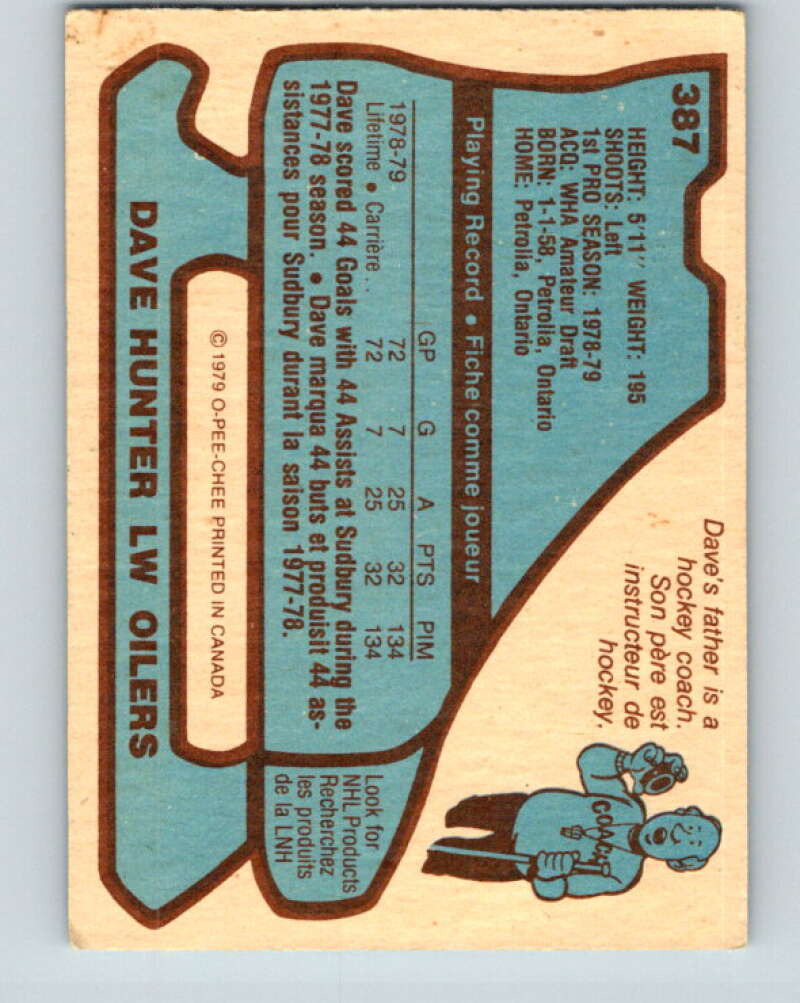 387
HEIGHT: 5'11" WEIGHT: 195
SHOOTS: Left
1st PRO SEASON: 1978-79
ACQ: WHA Amateur Draft
BORN: 1-1-58, Petrolia, Ontario
HOME: Petrolia, Ontario
Dave's father is a
hockey coach.
Son père est
instructeur de
hockey.
COACH
Playing Record • Fiche comme joueur
GP G A PTS PIM
1978-79 72 7 25 32 134
Lifetime • Carrière . . 72 7 25 32 134
Dave scored 44 Goals with 44 Assists at Sudbury during the
1977-78 season. • Dave marqua 44 buts et produisit 44 as-
sistances pour Sudbury durant la saison 1977-78.
Look for
NHL Products
Recherchez
les produits
de la LNH
© 1979 O-PEE-CHEE PRINTED IN CANADA
DAVE HUNTER LW OILERS